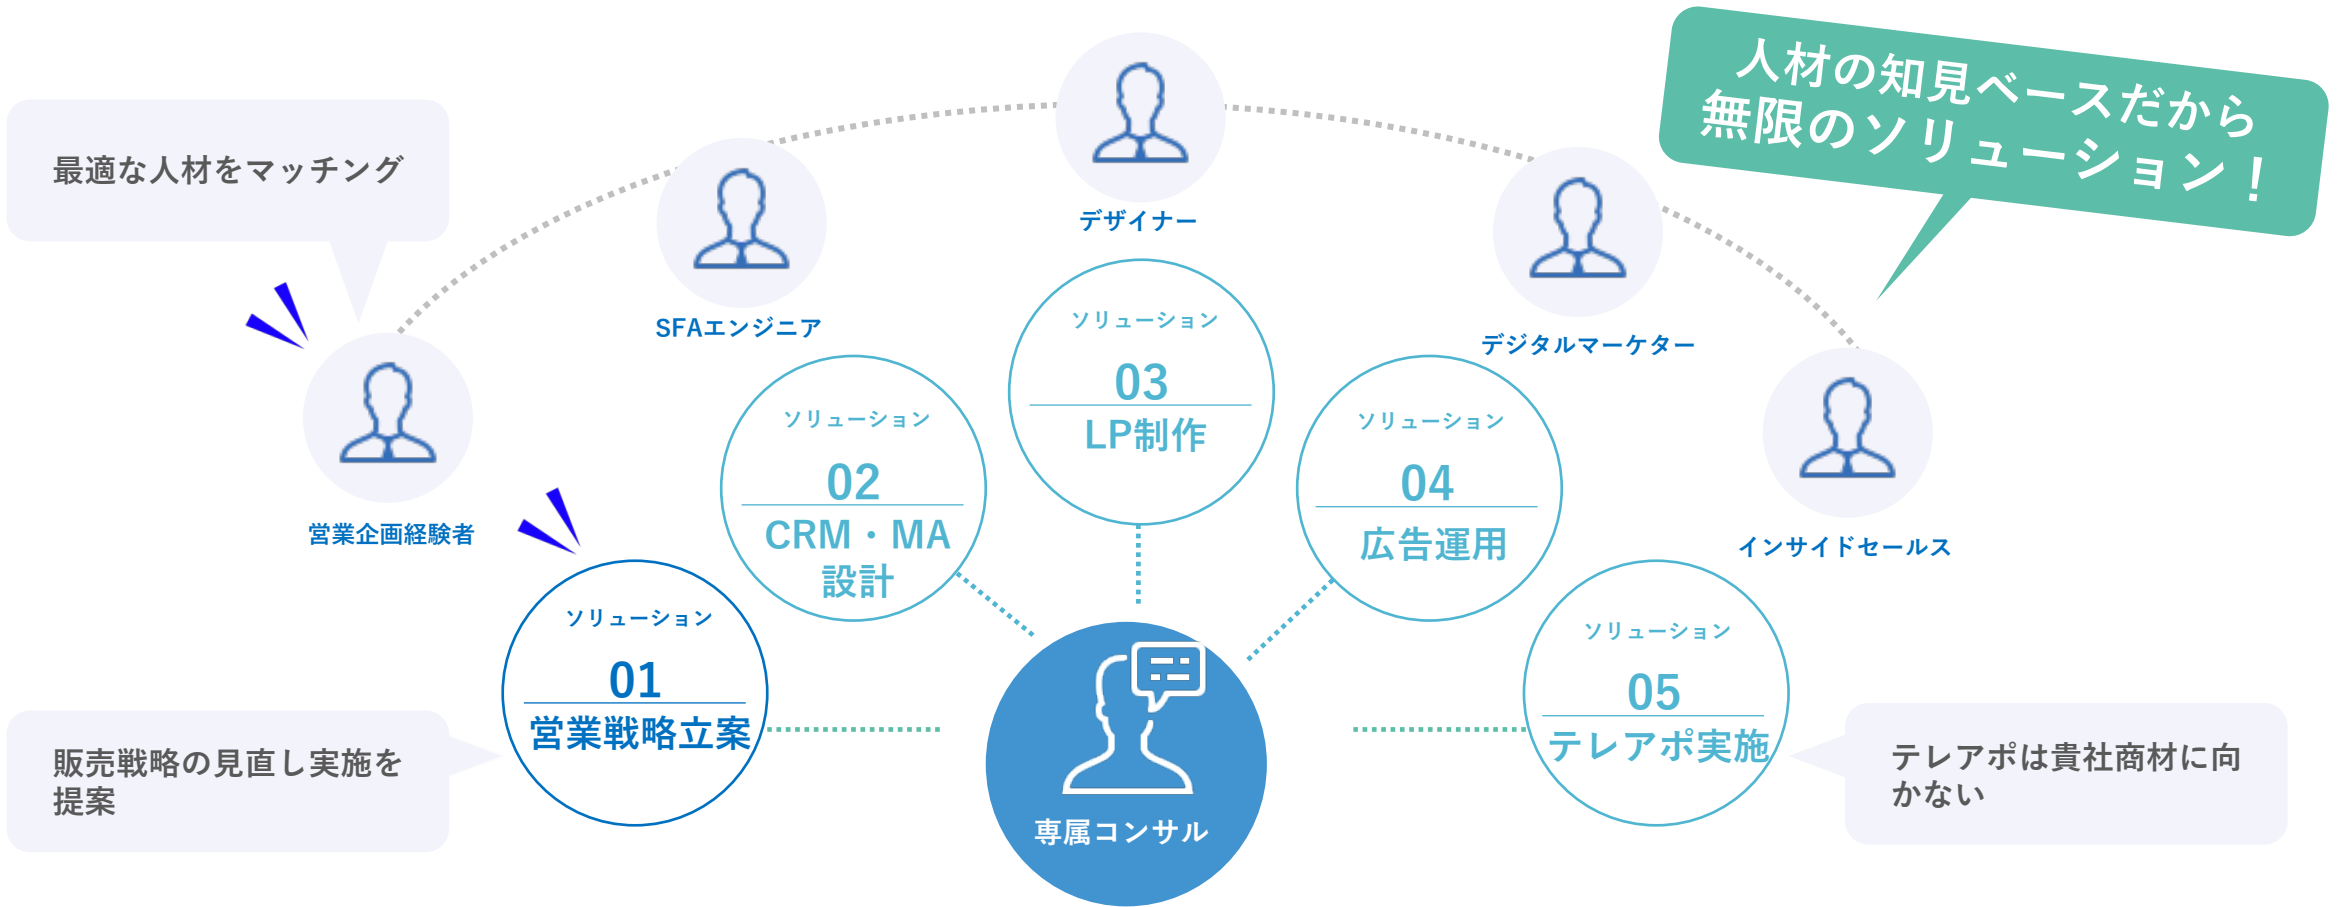 人材の知見ベースだから
無限のソリューション！
最適な人材をマッチング
デザイナー
SFAエンジニア
デジタルマーケター
営業企画経験者
インサイドセールス
ソリューション
01
営業戦略立案
ソリューション
02
CRM・MA
設計
ソリューション
03
LP制作
ソリューション
04
広告運用
ソリューション
05
テレアポ実施
販売戦略の見直し実施を
提案
テレアポは貴社商材に向
かない
専属コンサル